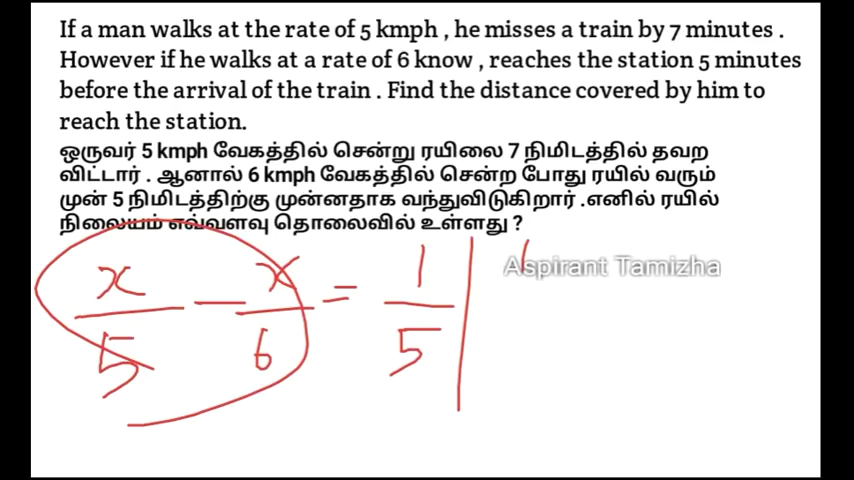 If a man walks at the rate of 5 kmph , he misses a train by 7 minutes .
However if he walks at a rate of 6 know , reaches the station 5 minutes
before the arrival of the train . Find the distance covered by him to
reach the station.
ஒருவர் 5 kmph வேகத்தில் சென்று ரயிலை 7 நிமிடத்தில் தவற
விட்டார் . ஆனால் 6 kmph வேகத்தில் சென்ற போது ரயில் வரும்
முன் 5 நிமிடத்திற்கு முன்னதாக வந்துவிடுகிறார் .எனில் ரயில்
நிலையம் எவ்வளவு தொலைவில் உள்ளது ?
Aspirant Tamizha
x/5 - x/6 = 1/5